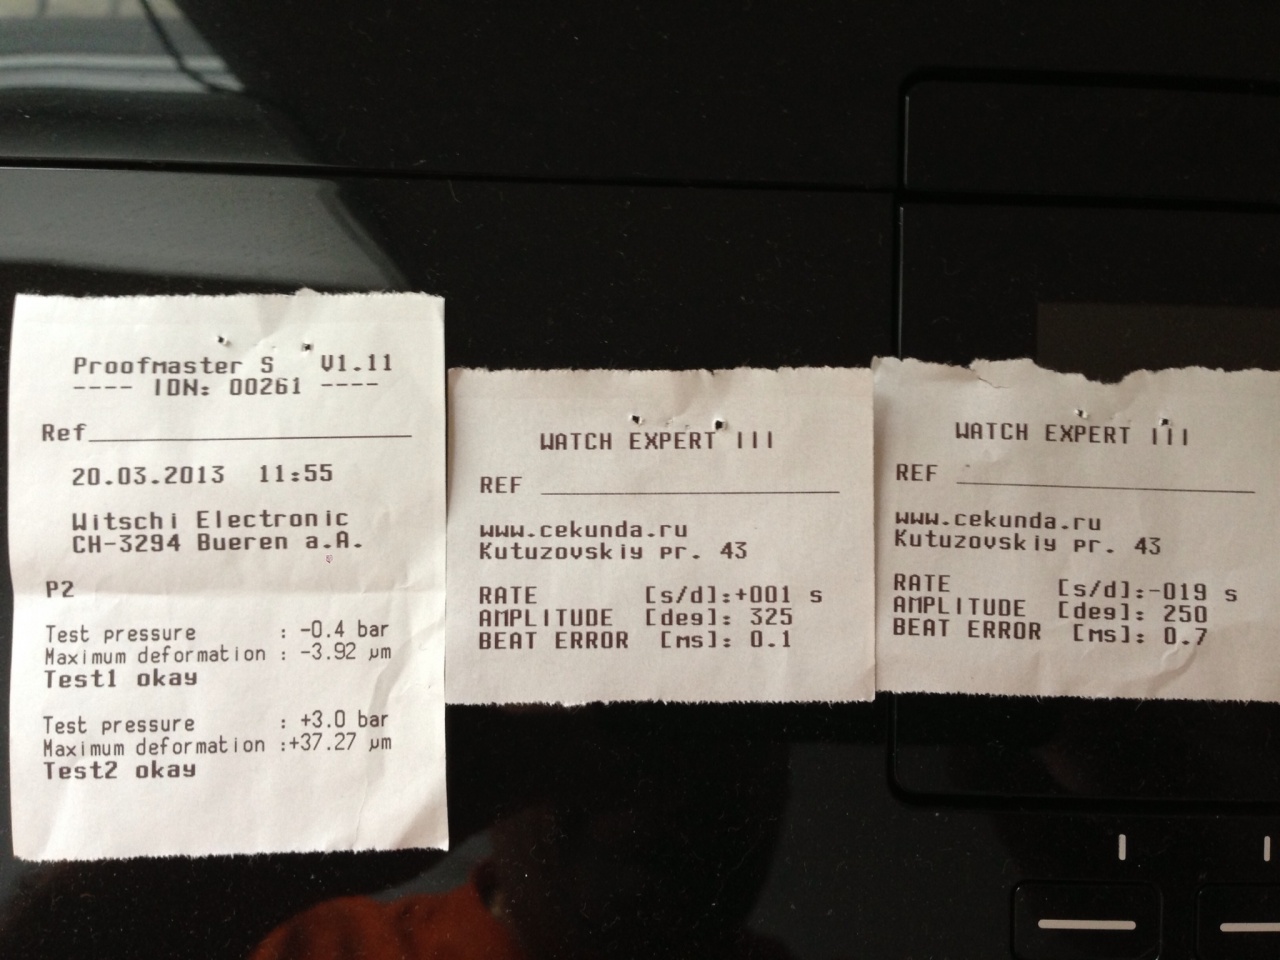 Proofmaster S V1.11
---- IDN: 00261 ----
Ref
20.03.2013 11:55
Witschi Electronic
CH-3294 Bueren a.A.
P2
Test pressure : -0.4 bar
Maximum deformation : -3.92 µm
Test1 okay
Test pressure : +3.0 bar
Maximum deformation :+37.27 µm
Test2 okay
WATCH EXPERT III
REF
www.cekunda.ru
Kutuzovskiy pr. 43
RATE [s/d]:+001 s
AMPLITUDE [deg]: 325
BEAT ERROR [ms]: 0.1
WATCH EXPERT III
REF
www.cekunda.ru
Kutuzovskiy pr. 43
RATE [s/d]:-019 s
AMPLITUDE [deg]: 250
BEAT ERROR [ms]: 0.7